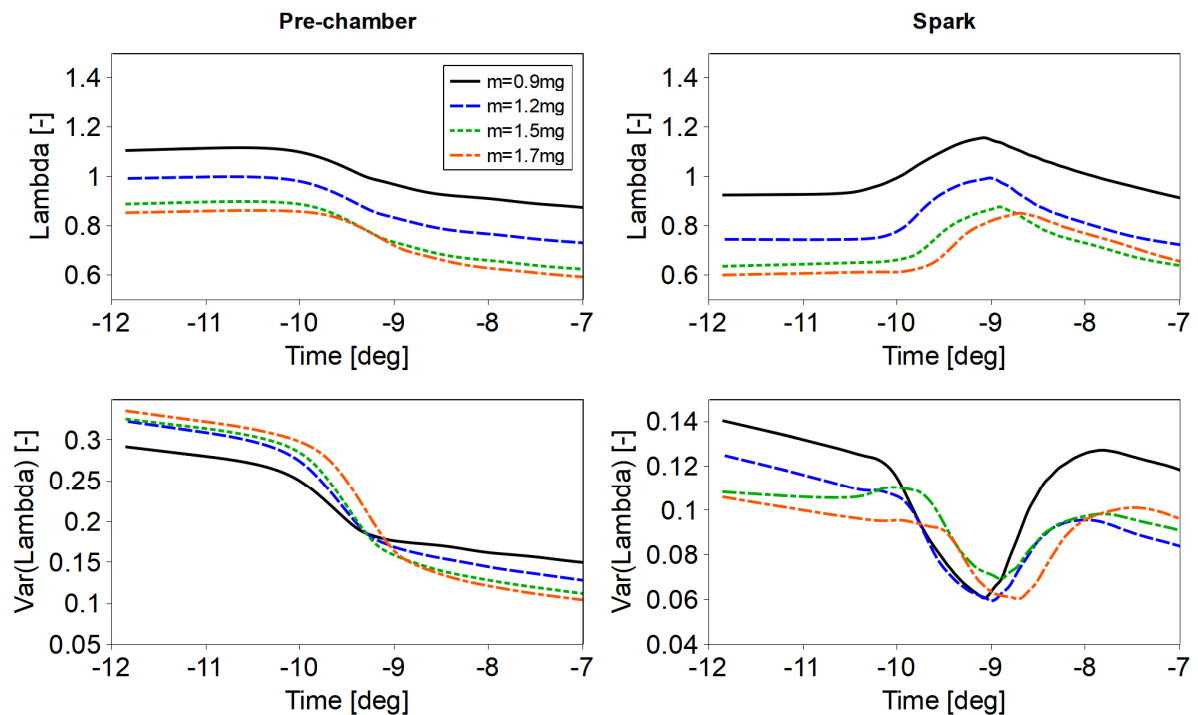 Pre-chamber
Spark
Lambda [-]
1.4
1.2
1
0.8
0.6
m=0.9mg
m=1.2mg
m=1.5mg
m=1.7mg
-12 -11 -10 -9 -8 -7
Time [deg]
Lambda [-]
1.4
1.2
1
0.8
0.6
-12 -11 -10 -9 -8 -7
Time [deg]
Var(Lambda) [-]
0.3
0.25
0.2
0.15
0.1
0.05
-12 -11 -10 -9 -8 -7
Time [deg]
Var(Lambda) [-]
0.14
0.12
0.1
0.08
0.06
0.04
-12 -11 -10 -9 -8 -7
Time [deg]